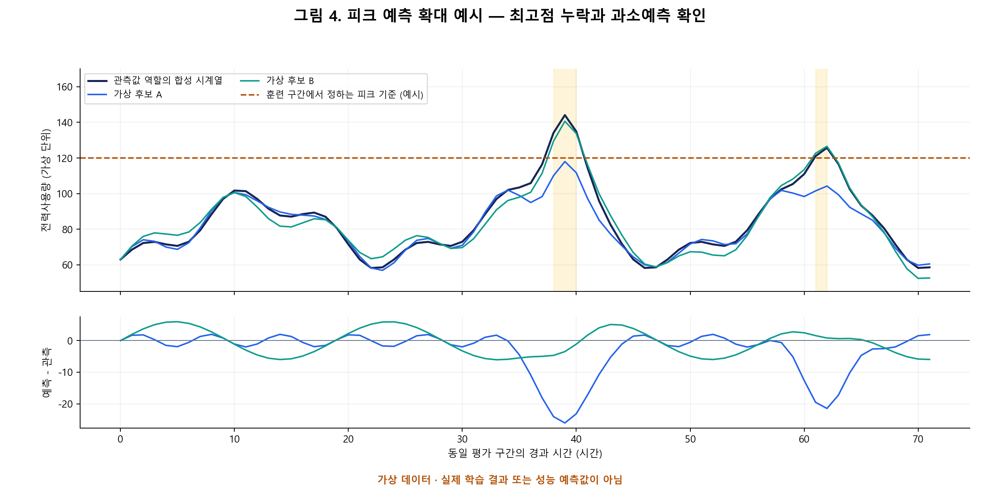 그림 4. 피크 예측 확대 예시 — 최고점 누락과 과소예측 확인
관측값 역할의 합성 시계열
가상 후보 A
가상 후보 B
훈련 구간에서 정하는 피크 기준 (예시)
전력사용량 (가상 단위)
160
140
120
100
80
60
예측 - 관측
0
-10
-20
0 10 20 30 40 50 60 70
동일 평가 구간의 경과 시간 (시간)
가상 데이터 · 실제 학습 결과 또는 성능 예측값이 아님